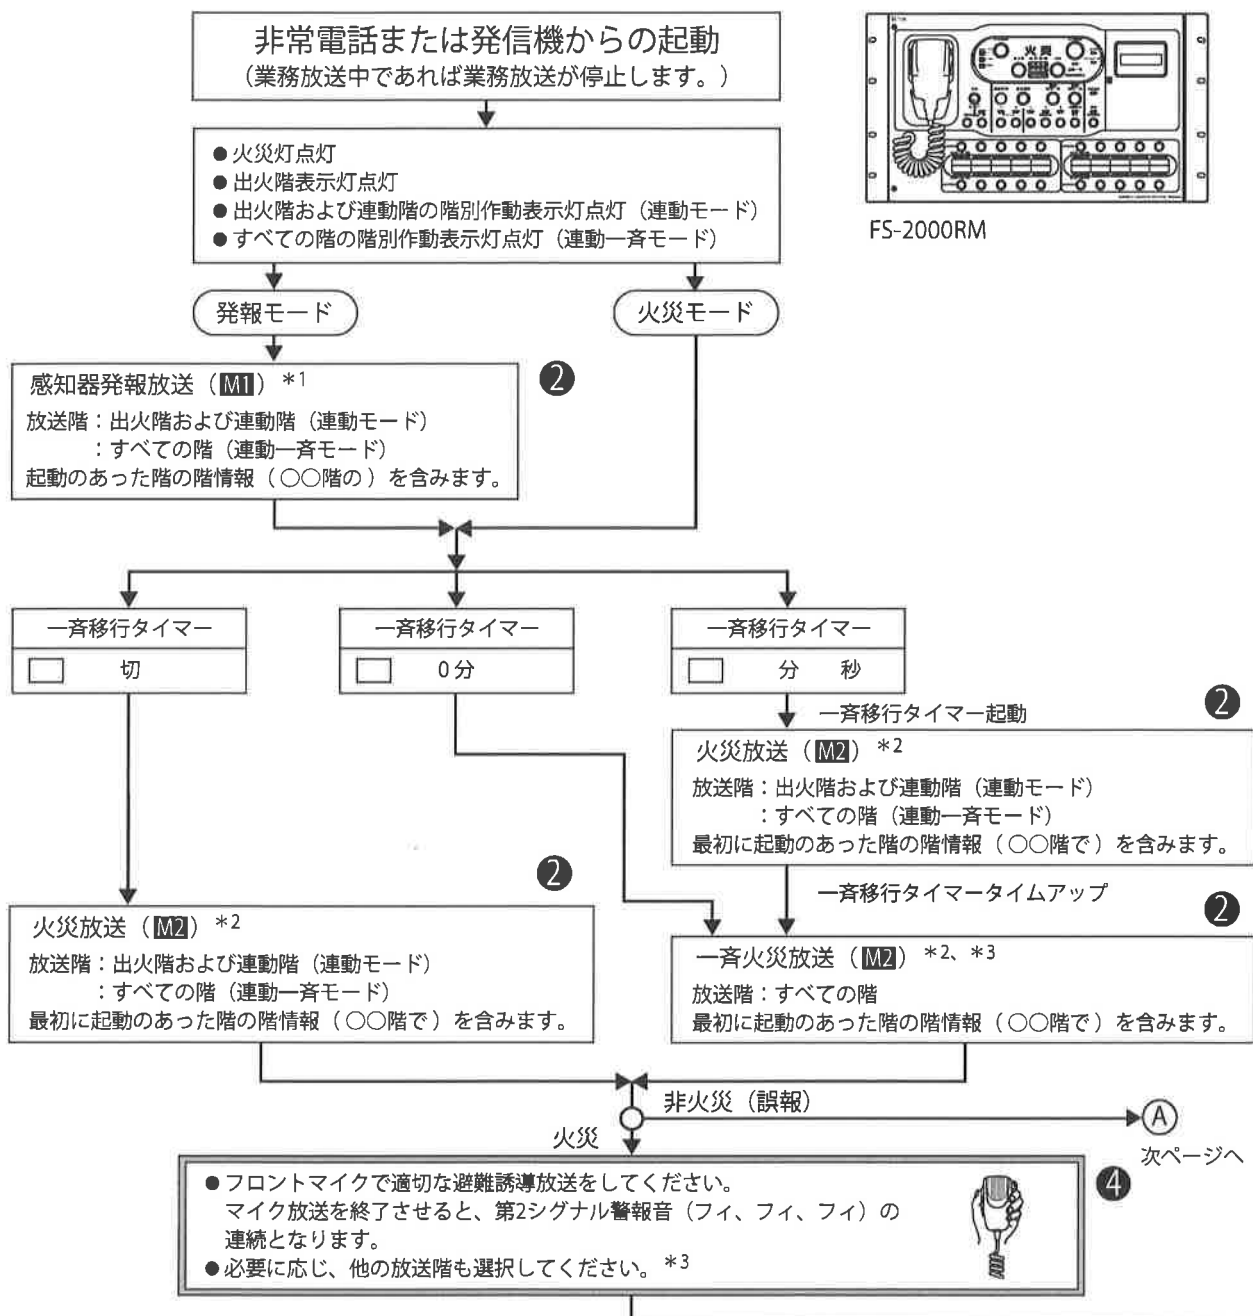 非常電話または発信機からの起動
(業務放送中であれば業務放送が停止します。)
火災
FS-2000RM
●火災灯点灯
●出火階表示灯点灯
●出火階および連動階の階別作動表示灯点灯(連動モード)
●すべての階の階別作動表示灯点灯(連動一斉モード)
発報モード
火災モード
感知器発報放送(M1)*1
❷
放送階:出火階および連動階(連動モード)
:すべての階(連動一斉モード)
起動のあった階の階情報(○○階の)を含みます。
一斉移行タイマー
切
一斉移行タイマー
0分
一斉移行タイマー
分 秒
一斉移行タイマー起動
❷
火災放送(M2)*2
放送階:出火階および連動階(連動モード)
:すべての階(連動一斉モード)
最初に起動のあった階の階情報(○○階で)を含みます。
一斉移行タイマータイムアップ
❷
火災放送(M2)*2
放送階:出火階および連動階(連動モード)
:すべての階(連動一斉モード)
最初に起動のあった階の階情報(○○階で)を含みます。
❷
一斉火災放送(M2)*2、*3
放送階:すべての階
最初に起動のあった階の階情報(○○階で)を含みます。
非火災(誤報)
A
次ページへ
火災
❹
●フロントマイクで適切な避難誘導放送をしてください。
マイク放送を終了させると、第2シグナル警報音(フィ、フィ、フィ)の
連続となります。
●必要に応じ、他の放送階も選択してください。*3